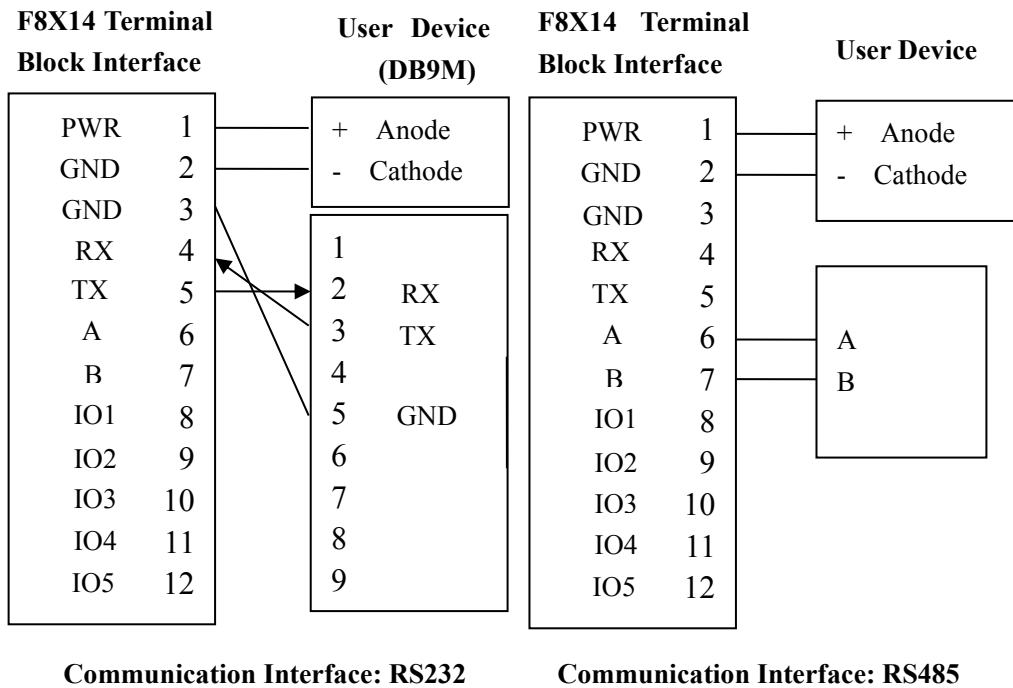 F8X14 Terminal
Block Interface
User Device
(DB9M)
PWR 1
GND 2
GND 3
RX 4
TX 5
A 6
B 7
IO1 8
IO2 9
IO3 10
IO4 11
IO5 12
+ Anode
- Cathode
1
2 RX
3 TX
4
5 GND
6
7
8
9
Communication Interface: RS232
F8X14 Terminal
Block Interface
User Device
PWR 1
GND 2
GND 3
RX 4
TX 5
A 6
B 7
IO1 8
IO2 9
IO3 10
IO4 11
IO5 12
+ Anode
- Cathode
A
B
Communication Interface: RS485